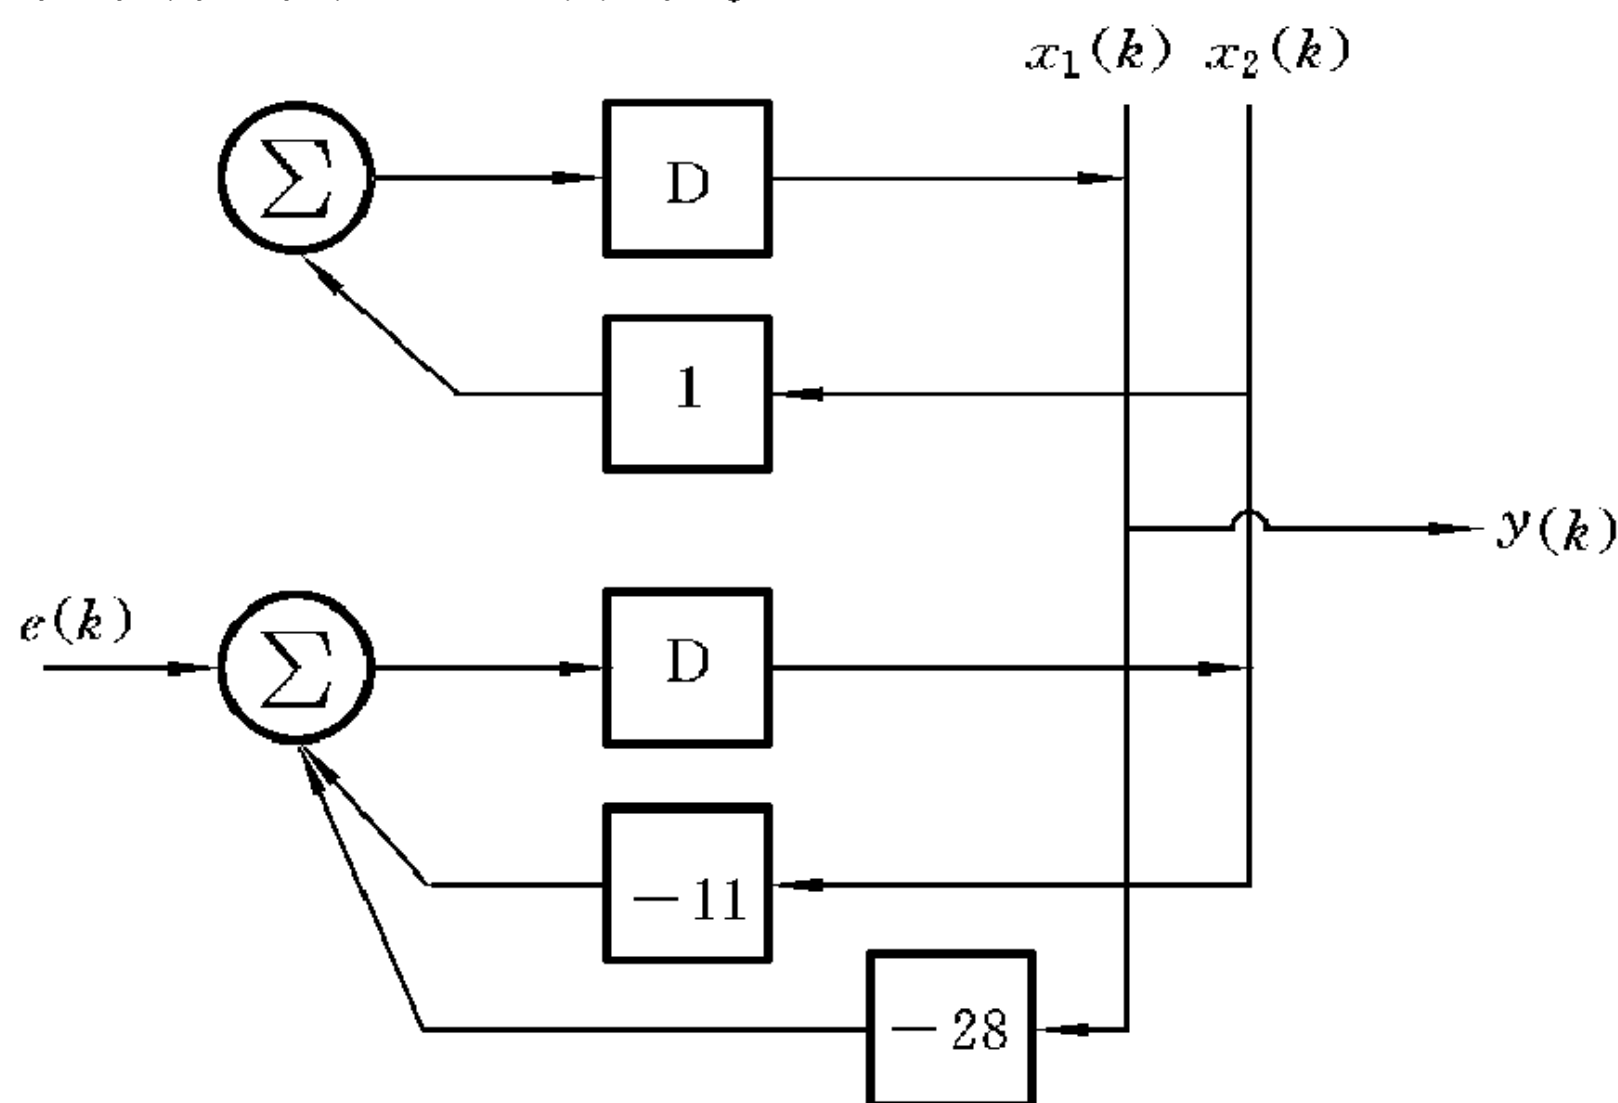 x₁(k) x₂(k)
Σ
D
1
y(k)
e(k)
Σ
D
－11
－28